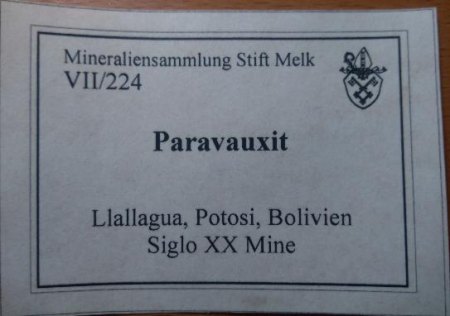 Mineraliensammlung Stift Melk
VII/224
Paravauxit
Llallagua, Potosi, Bolivien
Siglo XX Mine